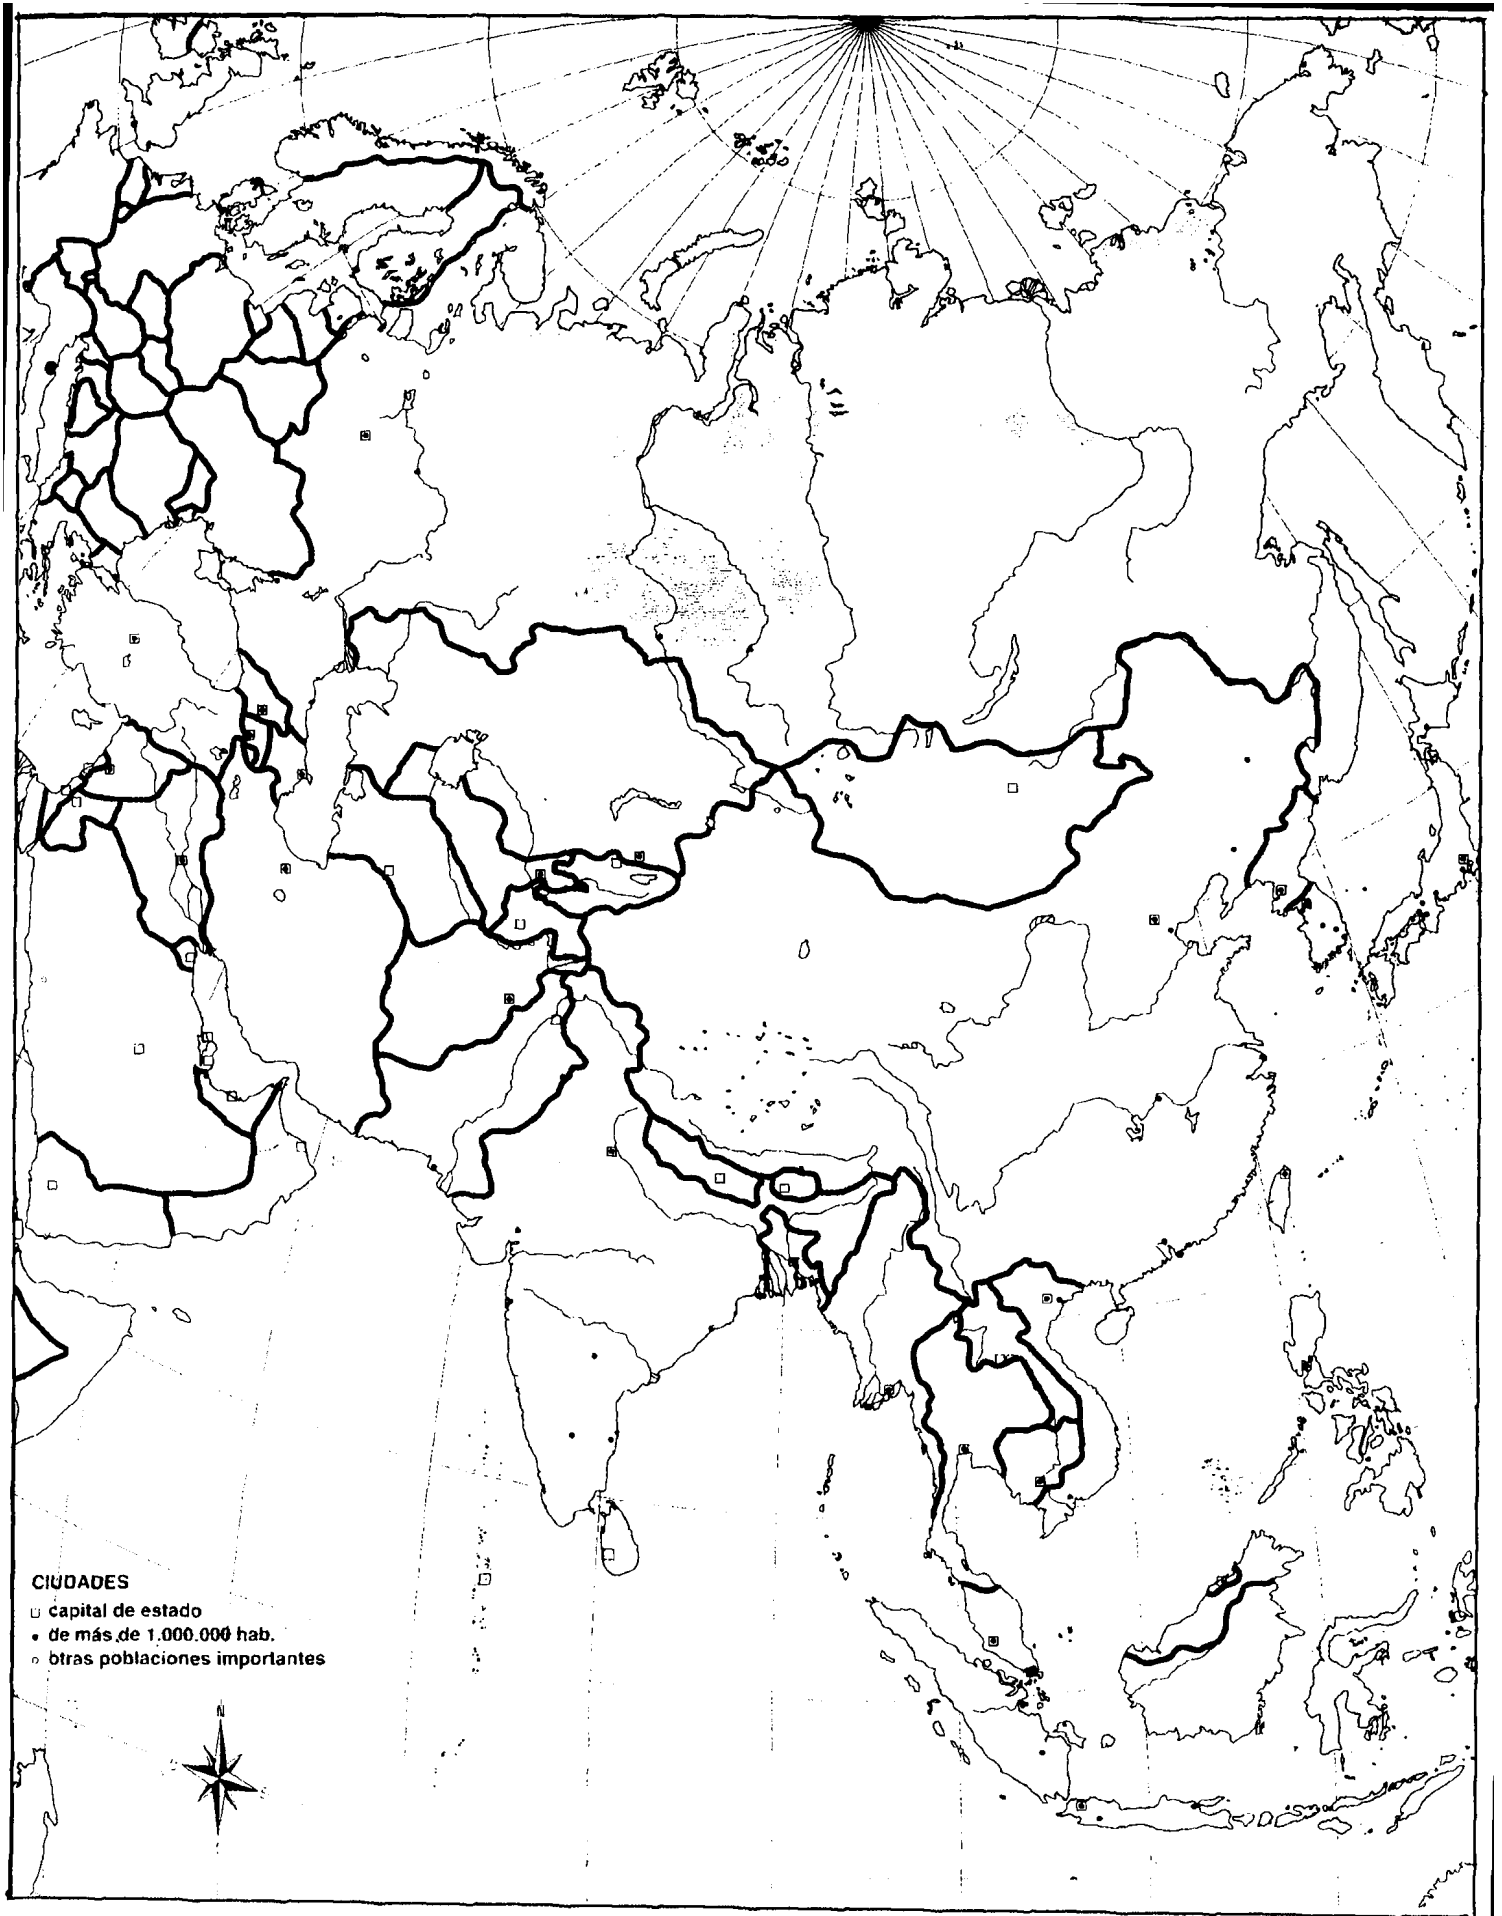 CIUDADES
capital de estado
de más de 1.000.000 hab.
otras poblaciones importantes
N